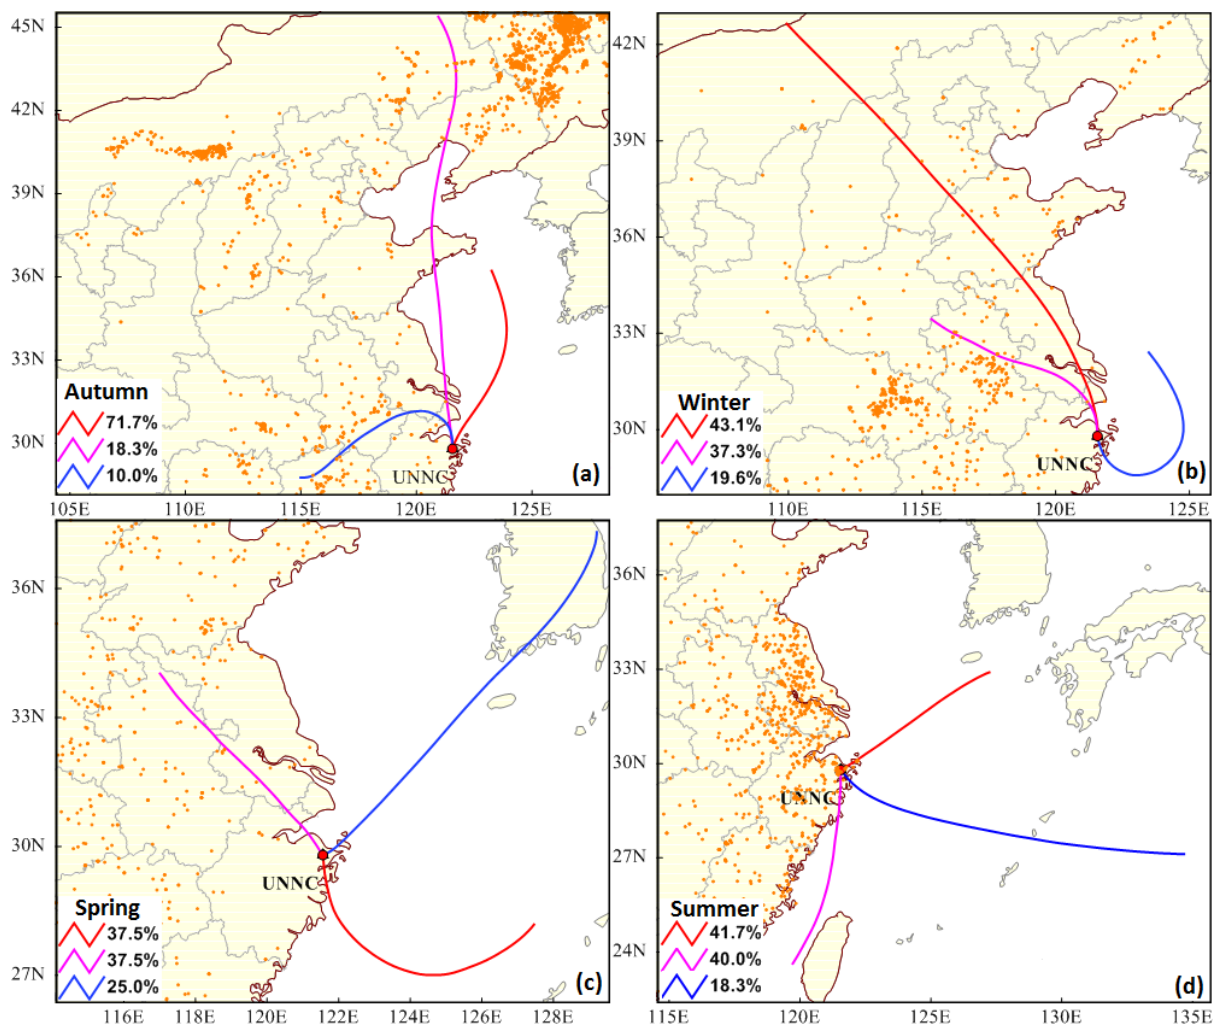 45N
42N
39N
36N
33N
30N
Autumn
71.7%
18.3%
10.0%
UNNC
(a)
105E
110E
115E
120E
125E
42N
39N
36N
33N
30N
Winter
43.1%
37.3%
19.6%
UNNC
(b)
110E
115E
120E
125E
36N
33N
30N
27N
UNNC
Spring
37.5%
37.5%
25.0%
(c)
116E
118E
120E
122E
124E
126E
128E
36N
33N
30N
27N
24N
UNNC
Summer
41.7%
40.0%
18.3%
(d)
115E
120E
125E
130E
135E